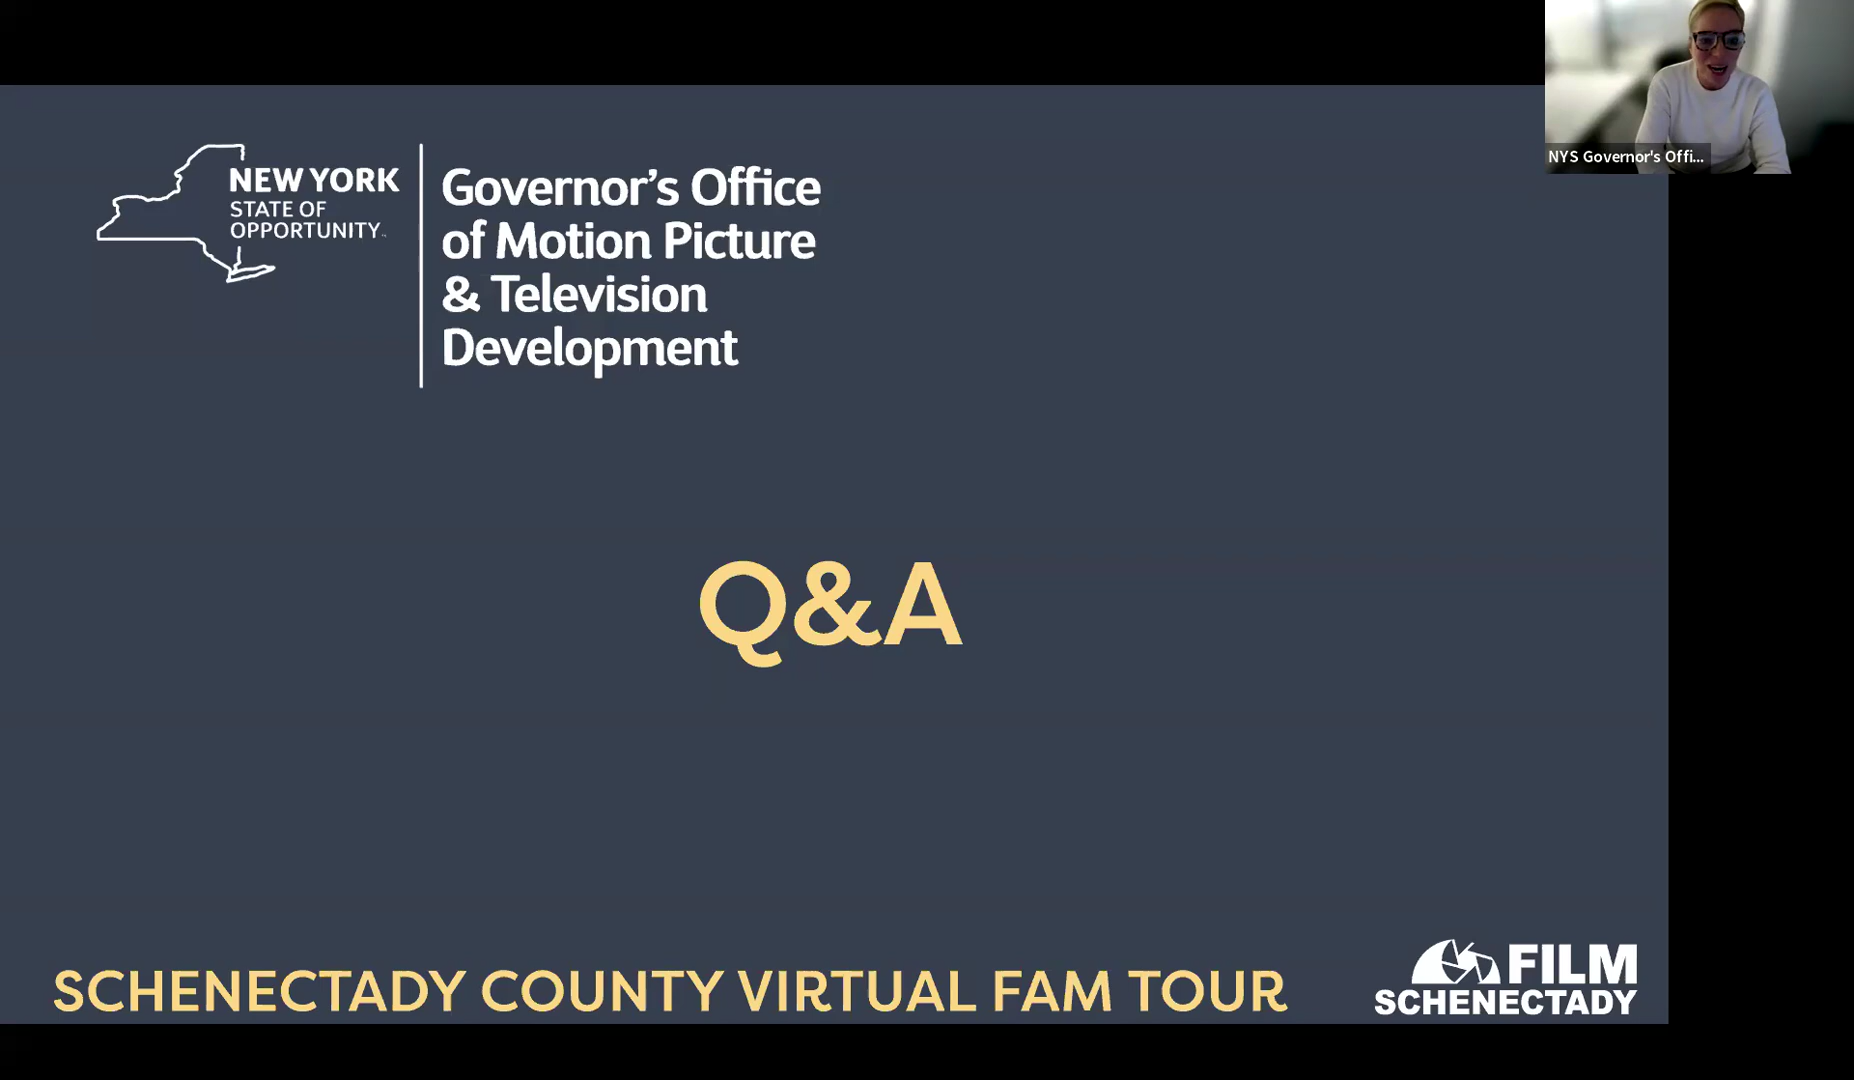 NYS Governor's Offi...
NEW YORK
STATE OF
OPPORTUNITY™
Governor's Office
of Motion Picture
& Television
Development
Q&A
SCHENECTADY COUNTY VIRTUAL FAM TOUR
FILM
SCHENECTADY